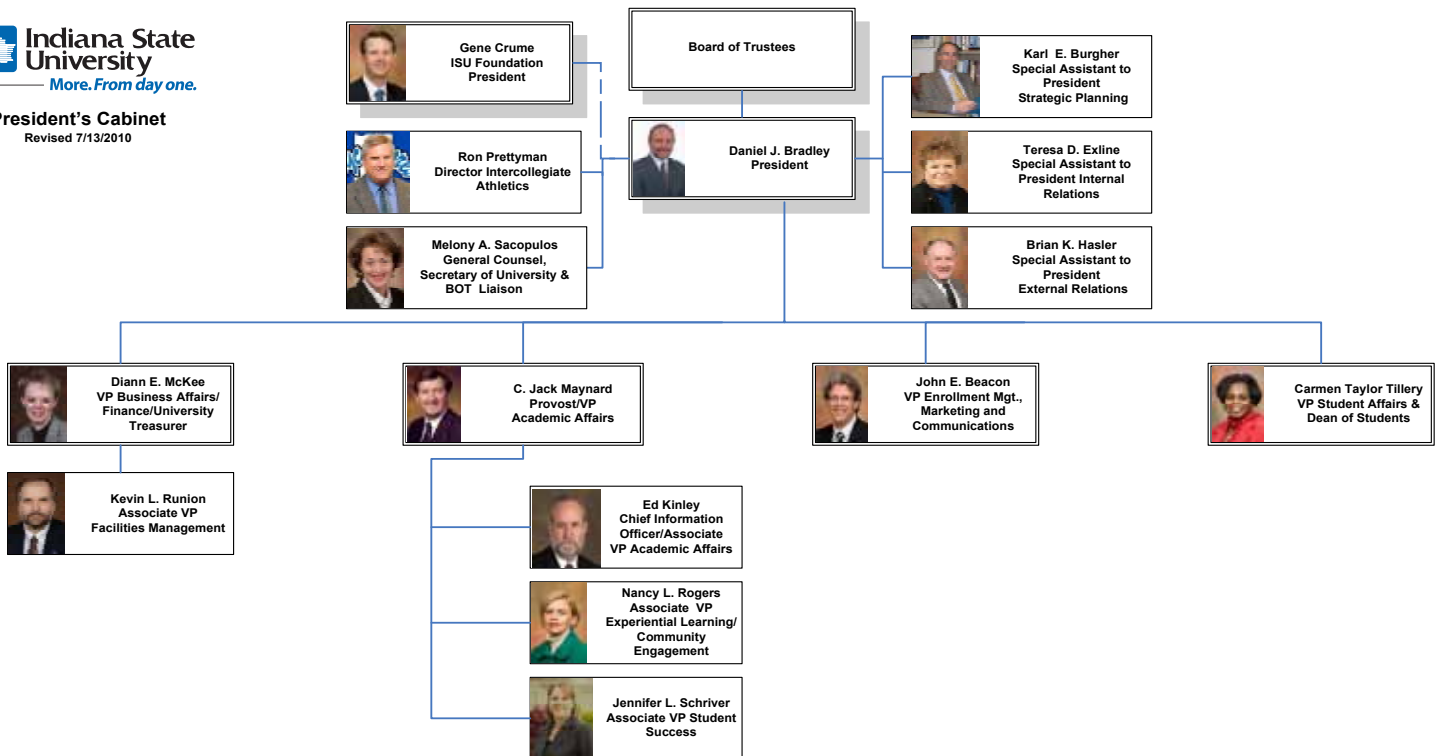 Indiana State
University
More. From day one.
President's Cabinet
Revised 7/13/2010
Gene Crume
ISU Foundation
President
Board of Trustees
Karl E. Burgher
Special Assistant to
President
Strategic Planning
Ron Prettyman
Director Intercollegiate
Athletics
Daniel J. Bradley
President
Teresa D. Exline
Special Assistant to
President Internal
Relations
Melony A. Sacopulos
General Counsel,
Secretary of University &
BOT Liaison
Brian K. Hasler
Special Assistant to
President
External Relations
Diann E. McKee
VP Business Affairs/
Finance/University
Treasurer
C. Jack Maynard
Provost/VP
Academic Affairs
John E. Beacon
VP Enrollment Mgt.,
Marketing and
Communications
Carmen Taylor Tillery
VP Student Affairs &
Dean of Students
Kevin L. Runion
Associate VP
Facilities Management
Ed Kinley
Chief Information
Officer/Associate
VP Academic Affairs
Nancy L. Rogers
Associate VP
Experiential Learning/
Community
Engagement
Jennifer L. Schriver
Associate VP Student
Success